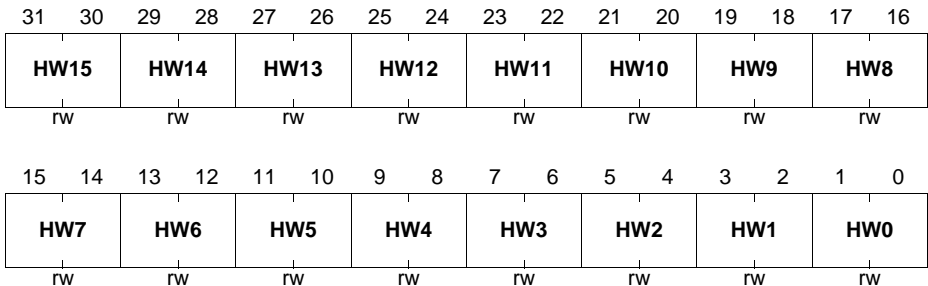 31 30 29 28 27 26 25 24 23 22 21 20 19 18 17 16
HW15 HW14 HW13 HW12 HW11 HW10 HW9 HW8
rw rw rw rw rw rw rw rw
15 14 13 12 11 10 9 8 7 6 5 4 3 2 1 0
HW7 HW6 HW5 HW4 HW3 HW2 HW1 HW0
rw rw rw rw rw rw rw rw